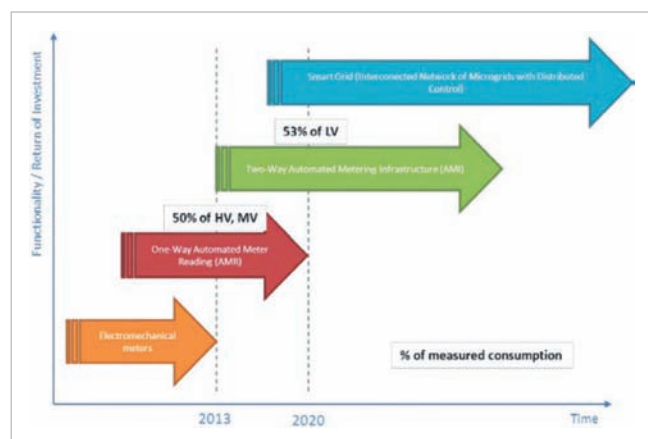 Functionality / Return of Investment
Smart Grid (Interconnected Network of Microgrids with Distributed
Control)
53% of LV
Two-Way Automated Metering Infrastructure (AMI)
50% of HV, MV
One-Way Automated Meter
Reading (AMR)
Electromechanical
meters
% of measured consumption
2013
2020
Time